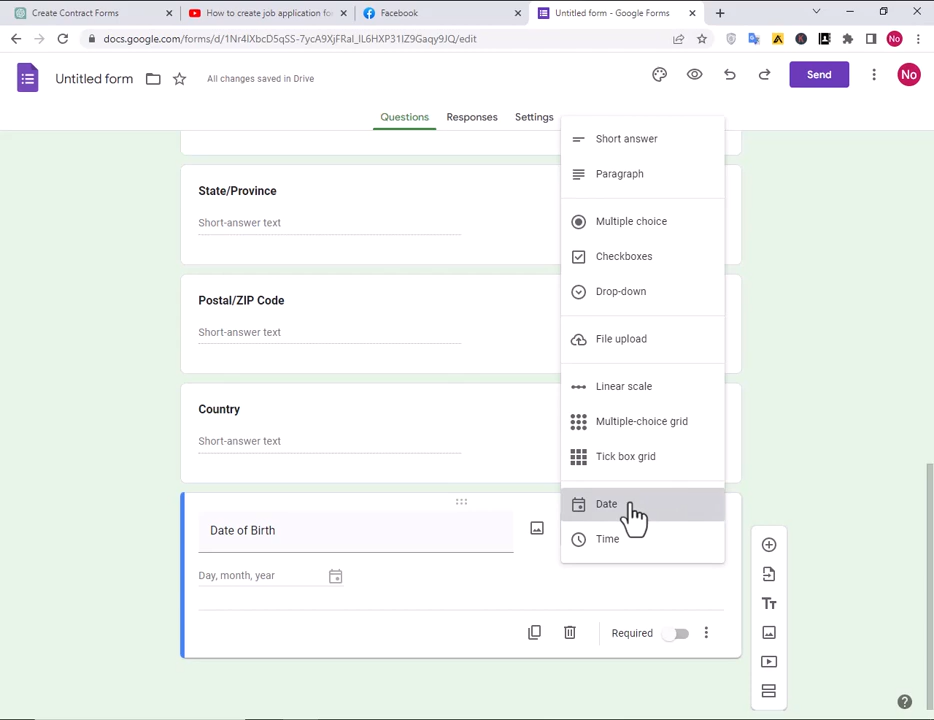 Create Contract Forms
How to create job application fo
Facebook
Untitled form - Google Forms
docs.google.com/forms/d/1Nr4lXbcD5qSS-7ycA9XjFRal_lL6HXP31IZ9Gaqy9JQ/edit
No
Untitled form
All changes saved in Drive
Send
No
Questions
Responses
Settings
State/Province
Short-answer text
Postal/ZIP Code
Short-answer text
Country
Short-answer text
Date of Birth
Day, month, year
Required
Short answer
Paragraph
Multiple choice
Checkboxes
Drop-down
File upload
Linear scale
Multiple-choice grid
Tick box grid
Date
Time
Tт